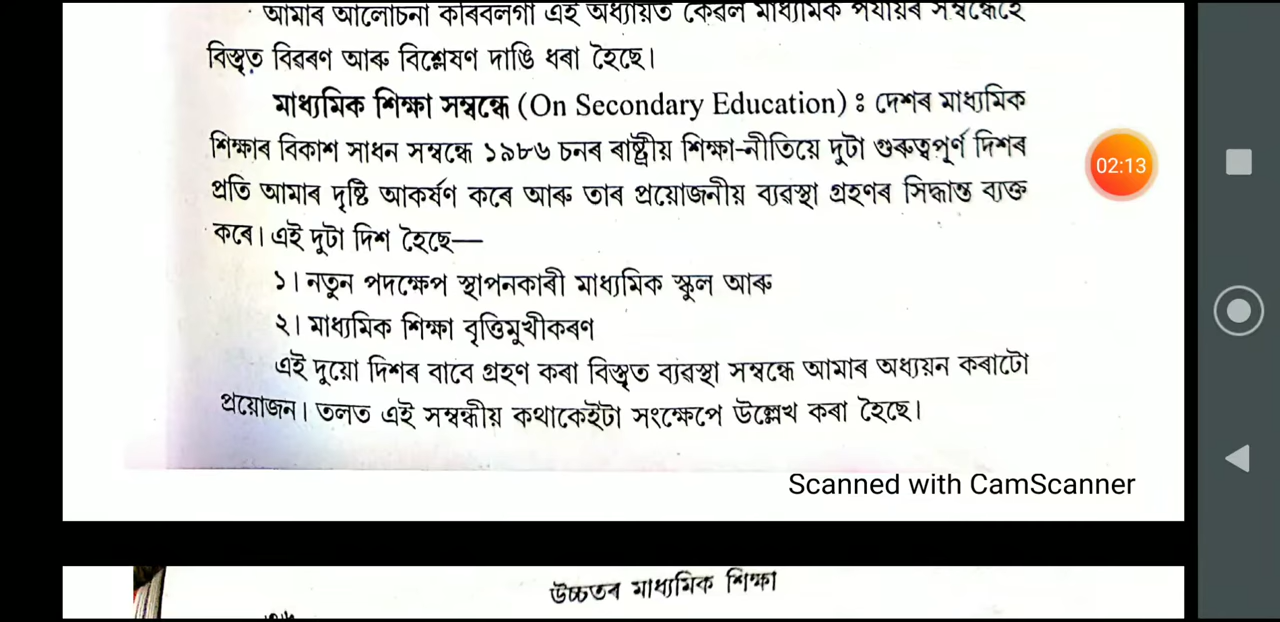 আমাৰ আলোচনা কৰিবলগা এই অধ্যায়ত কেৱল মাধ্যমিক পৰ্যায়ৰ সম্বন্ধেহে
বিস্তৃত বিৱৰণ আৰু বিশ্লেষণ দাঙি ধৰা হৈছে।
মাধ্যমিক শিক্ষা সম্বন্ধে (On Secondary Education) : দেশৰ মাধ্যমিক
শিক্ষাৰ বিকাশ সাধন সম্বন্ধে ১৯৮৬ চনৰ ৰাষ্ট্ৰীয় শিক্ষা-নীতিয়ে দুটা গুৰুত্বপূৰ্ণ দিশৰ
প্ৰতি আমাৰ দৃষ্টি আকৰ্ষণ কৰে আৰু তাৰ প্ৰয়োজনীয় ব্যৱস্থা গ্ৰহণৰ সিদ্ধান্ত ব্যক্ত
কৰে। এই দুটা দিশ হৈছে—
১। নতুন পদক্ষেপ স্থাপনকাৰী মাধ্যমিক স্কুল আৰু
২। মাধ্যমিক শিক্ষা বৃত্তিমুখীকৰণ
এই দুয়ো দিশৰ বাবে গ্ৰহণ কৰা বিস্তৃত ব্যৱস্থা সম্বন্ধে আমাৰ অধ্যয়ন কৰাটো
প্ৰয়োজন। তলত এই সম্বন্ধীয় কথাকেইটা সংক্ষেপে উল্লেখ কৰা হৈছে।
02:13
Scanned with CamScanner
উচ্চতৰ মাধ্যমিক শিক্ষা